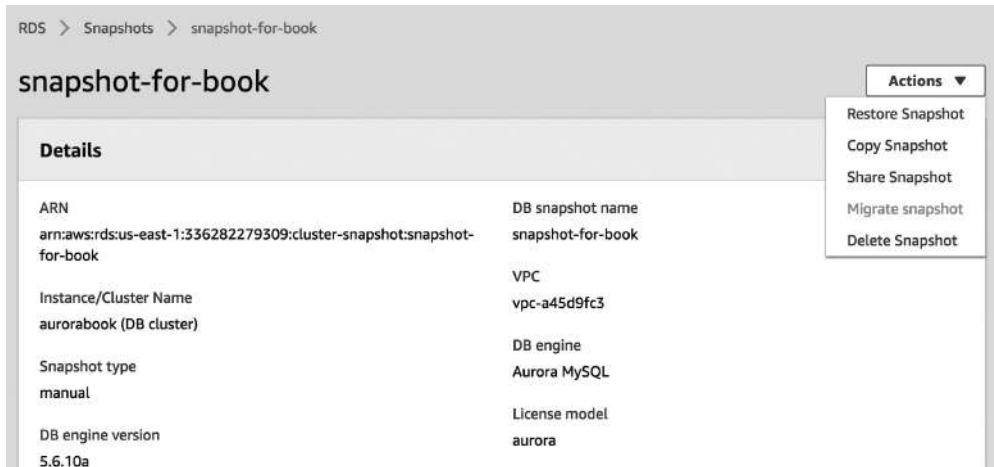 RDS > Snapshots > snapshot-for-book
snapshot-for-book
Actions ▼
Restore Snapshot
Copy Snapshot
Share Snapshot
Migrate snapshot
Delete Snapshot
Details
ARN
arn:aws:rds:us-east-1:336282279309:cluster-snapshot:snapshot-
for-book
Instance/Cluster Name
aurorabook (DB cluster)
Snapshot type
manual
DB engine version
5.6.10a
DB snapshot name
snapshot-for-book
VPC
vpc-a45d9fc3
DB engine
Aurora MySQL
License model
aurora